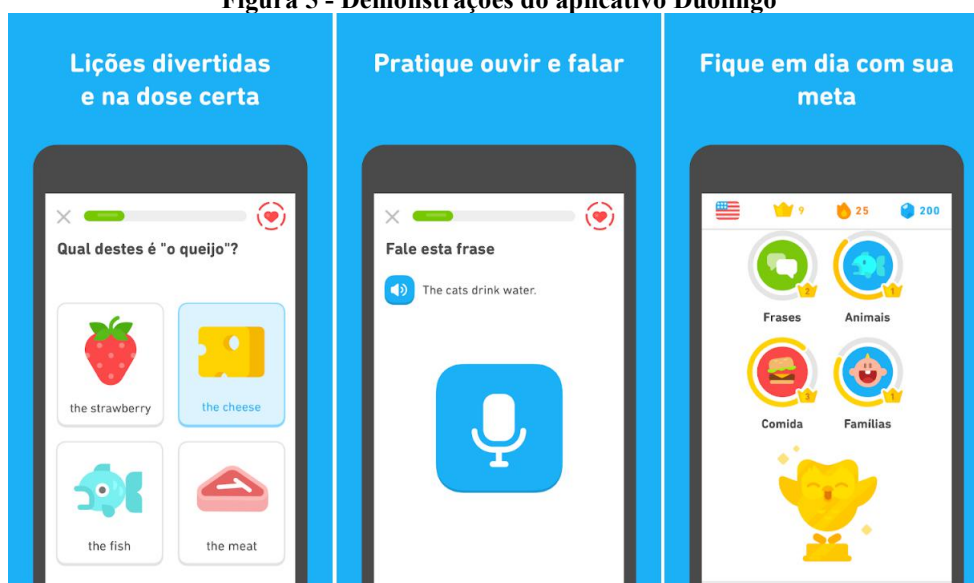 Figura 5 - Demonstrações do aplicativo Duolingo
Lições divertidas
e na dose certa
Qual destes é "o queijo"?
the strawberry
the cheese
the fish
the meat
Pratique ouvir e falar
Fale esta frase
The cats drink water.
Fique em dia com sua
meta
9 25 200
2 1
Frases Animais
3 1
Comida Famílias